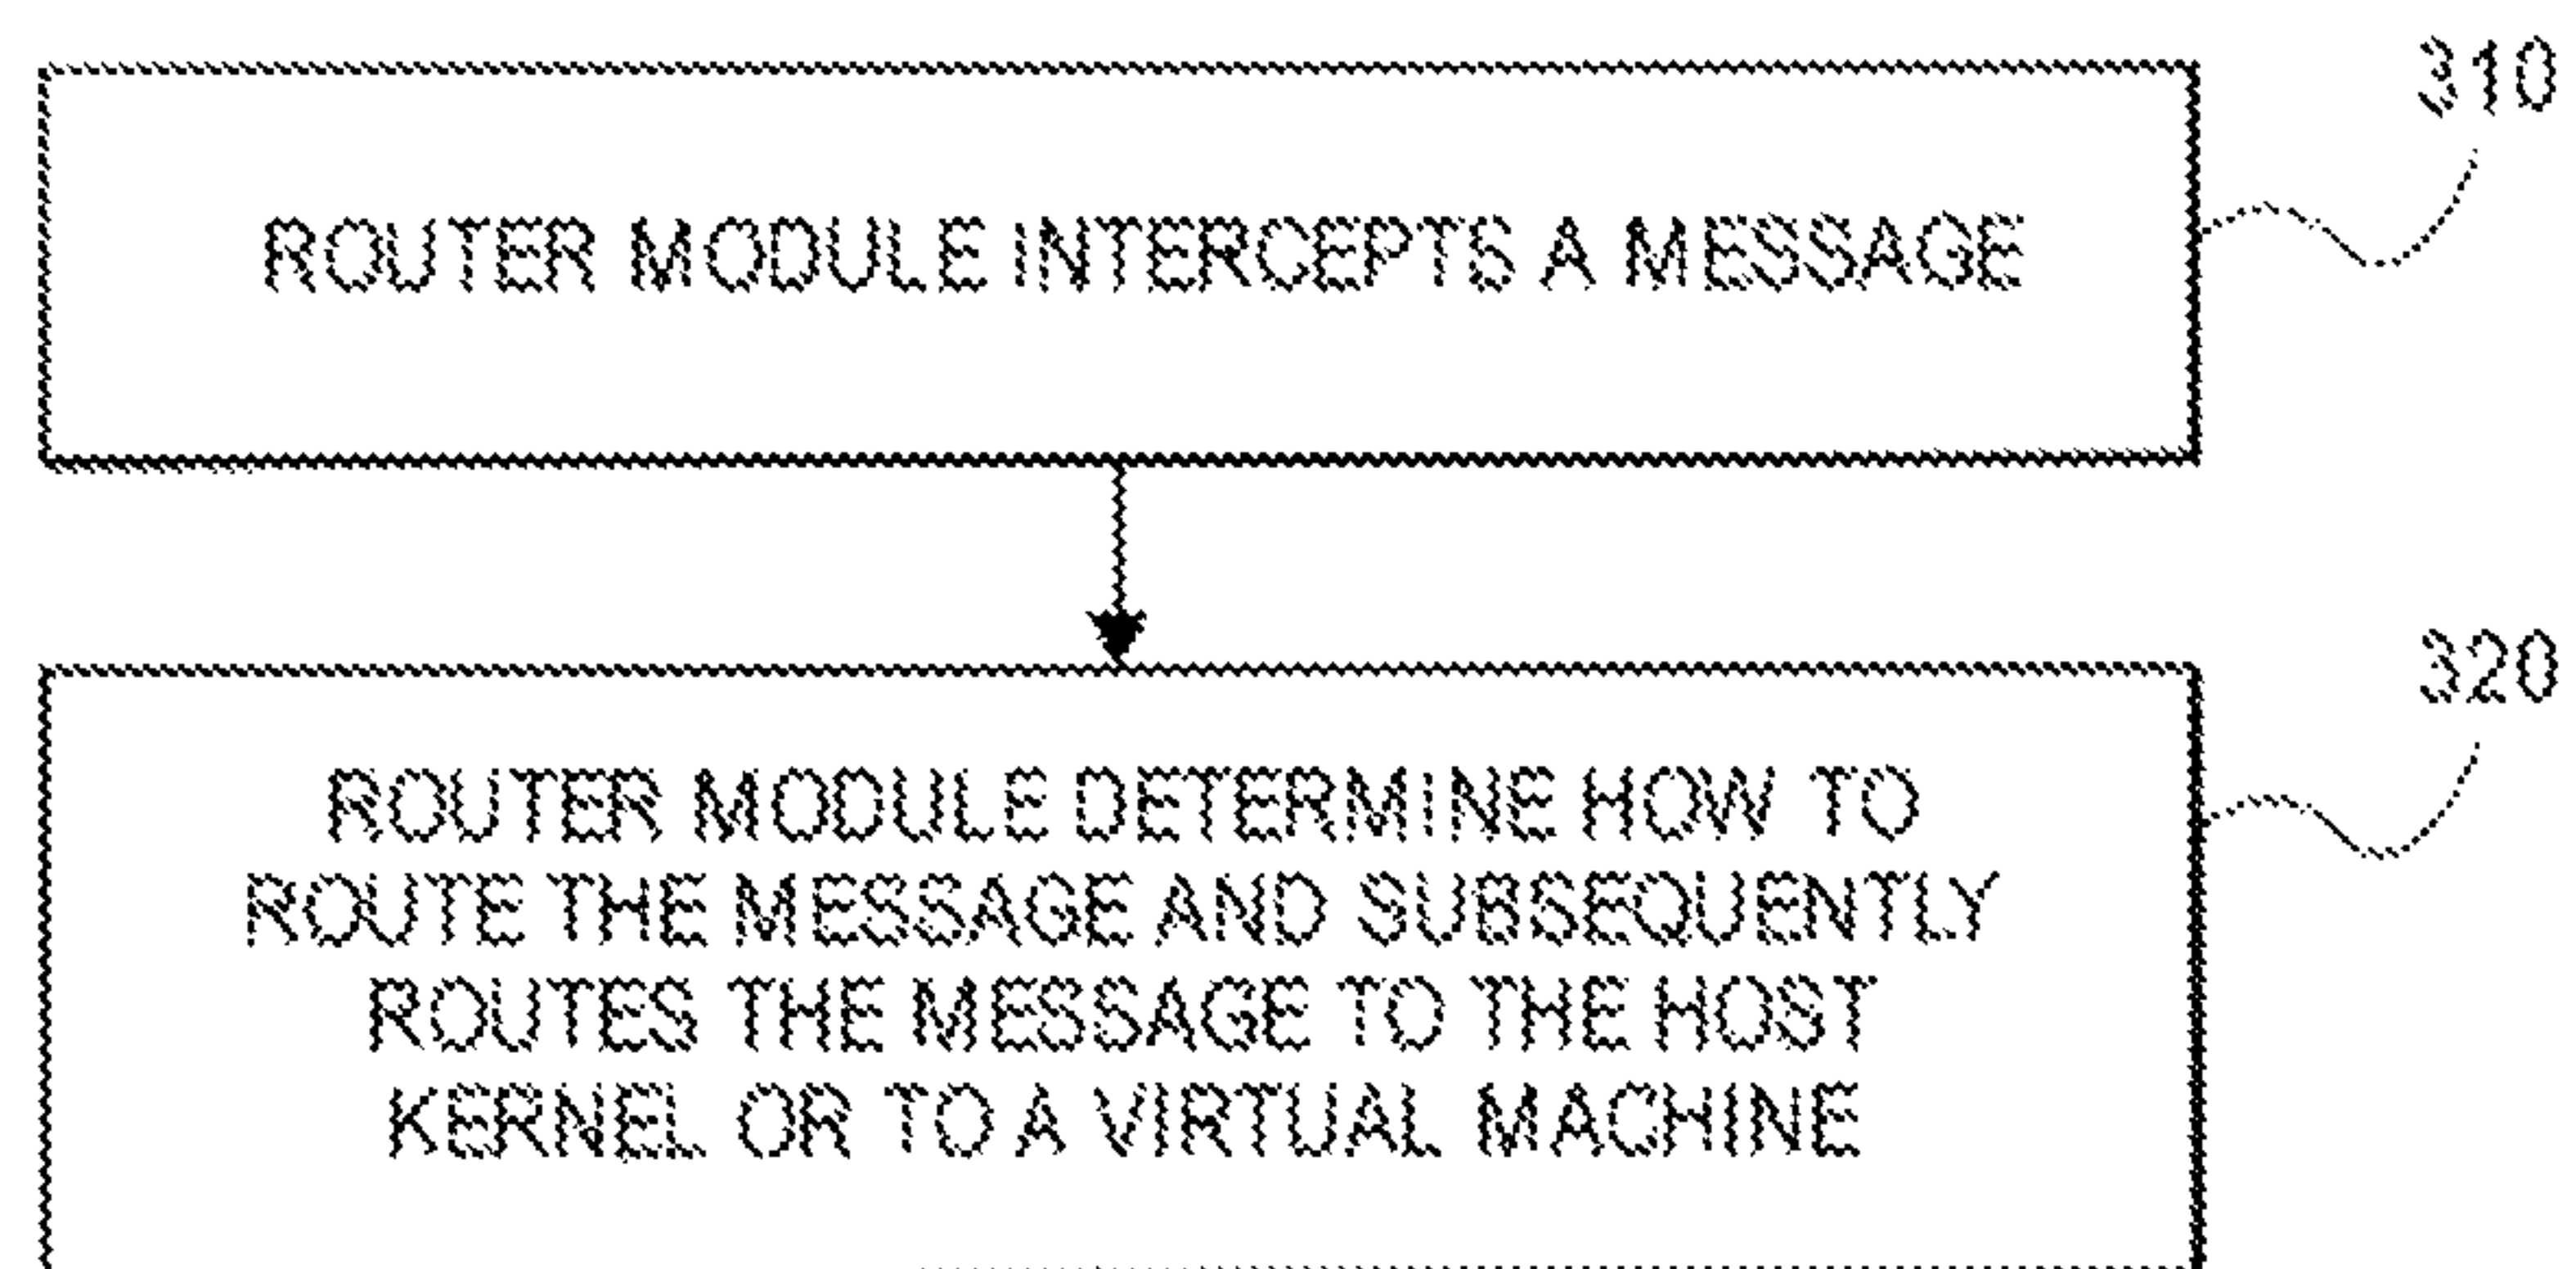 310
ROUTER MODULE INTERCEPTS A MESSAGE
320
ROUTER MODULE DETERMINE HOW TO
ROUTE THE MESSAGE AND SUBSEQUENTLY
ROUTES THE MESSAGE TO THE HOST
KERNEL OR TO A VIRTUAL MACHINE